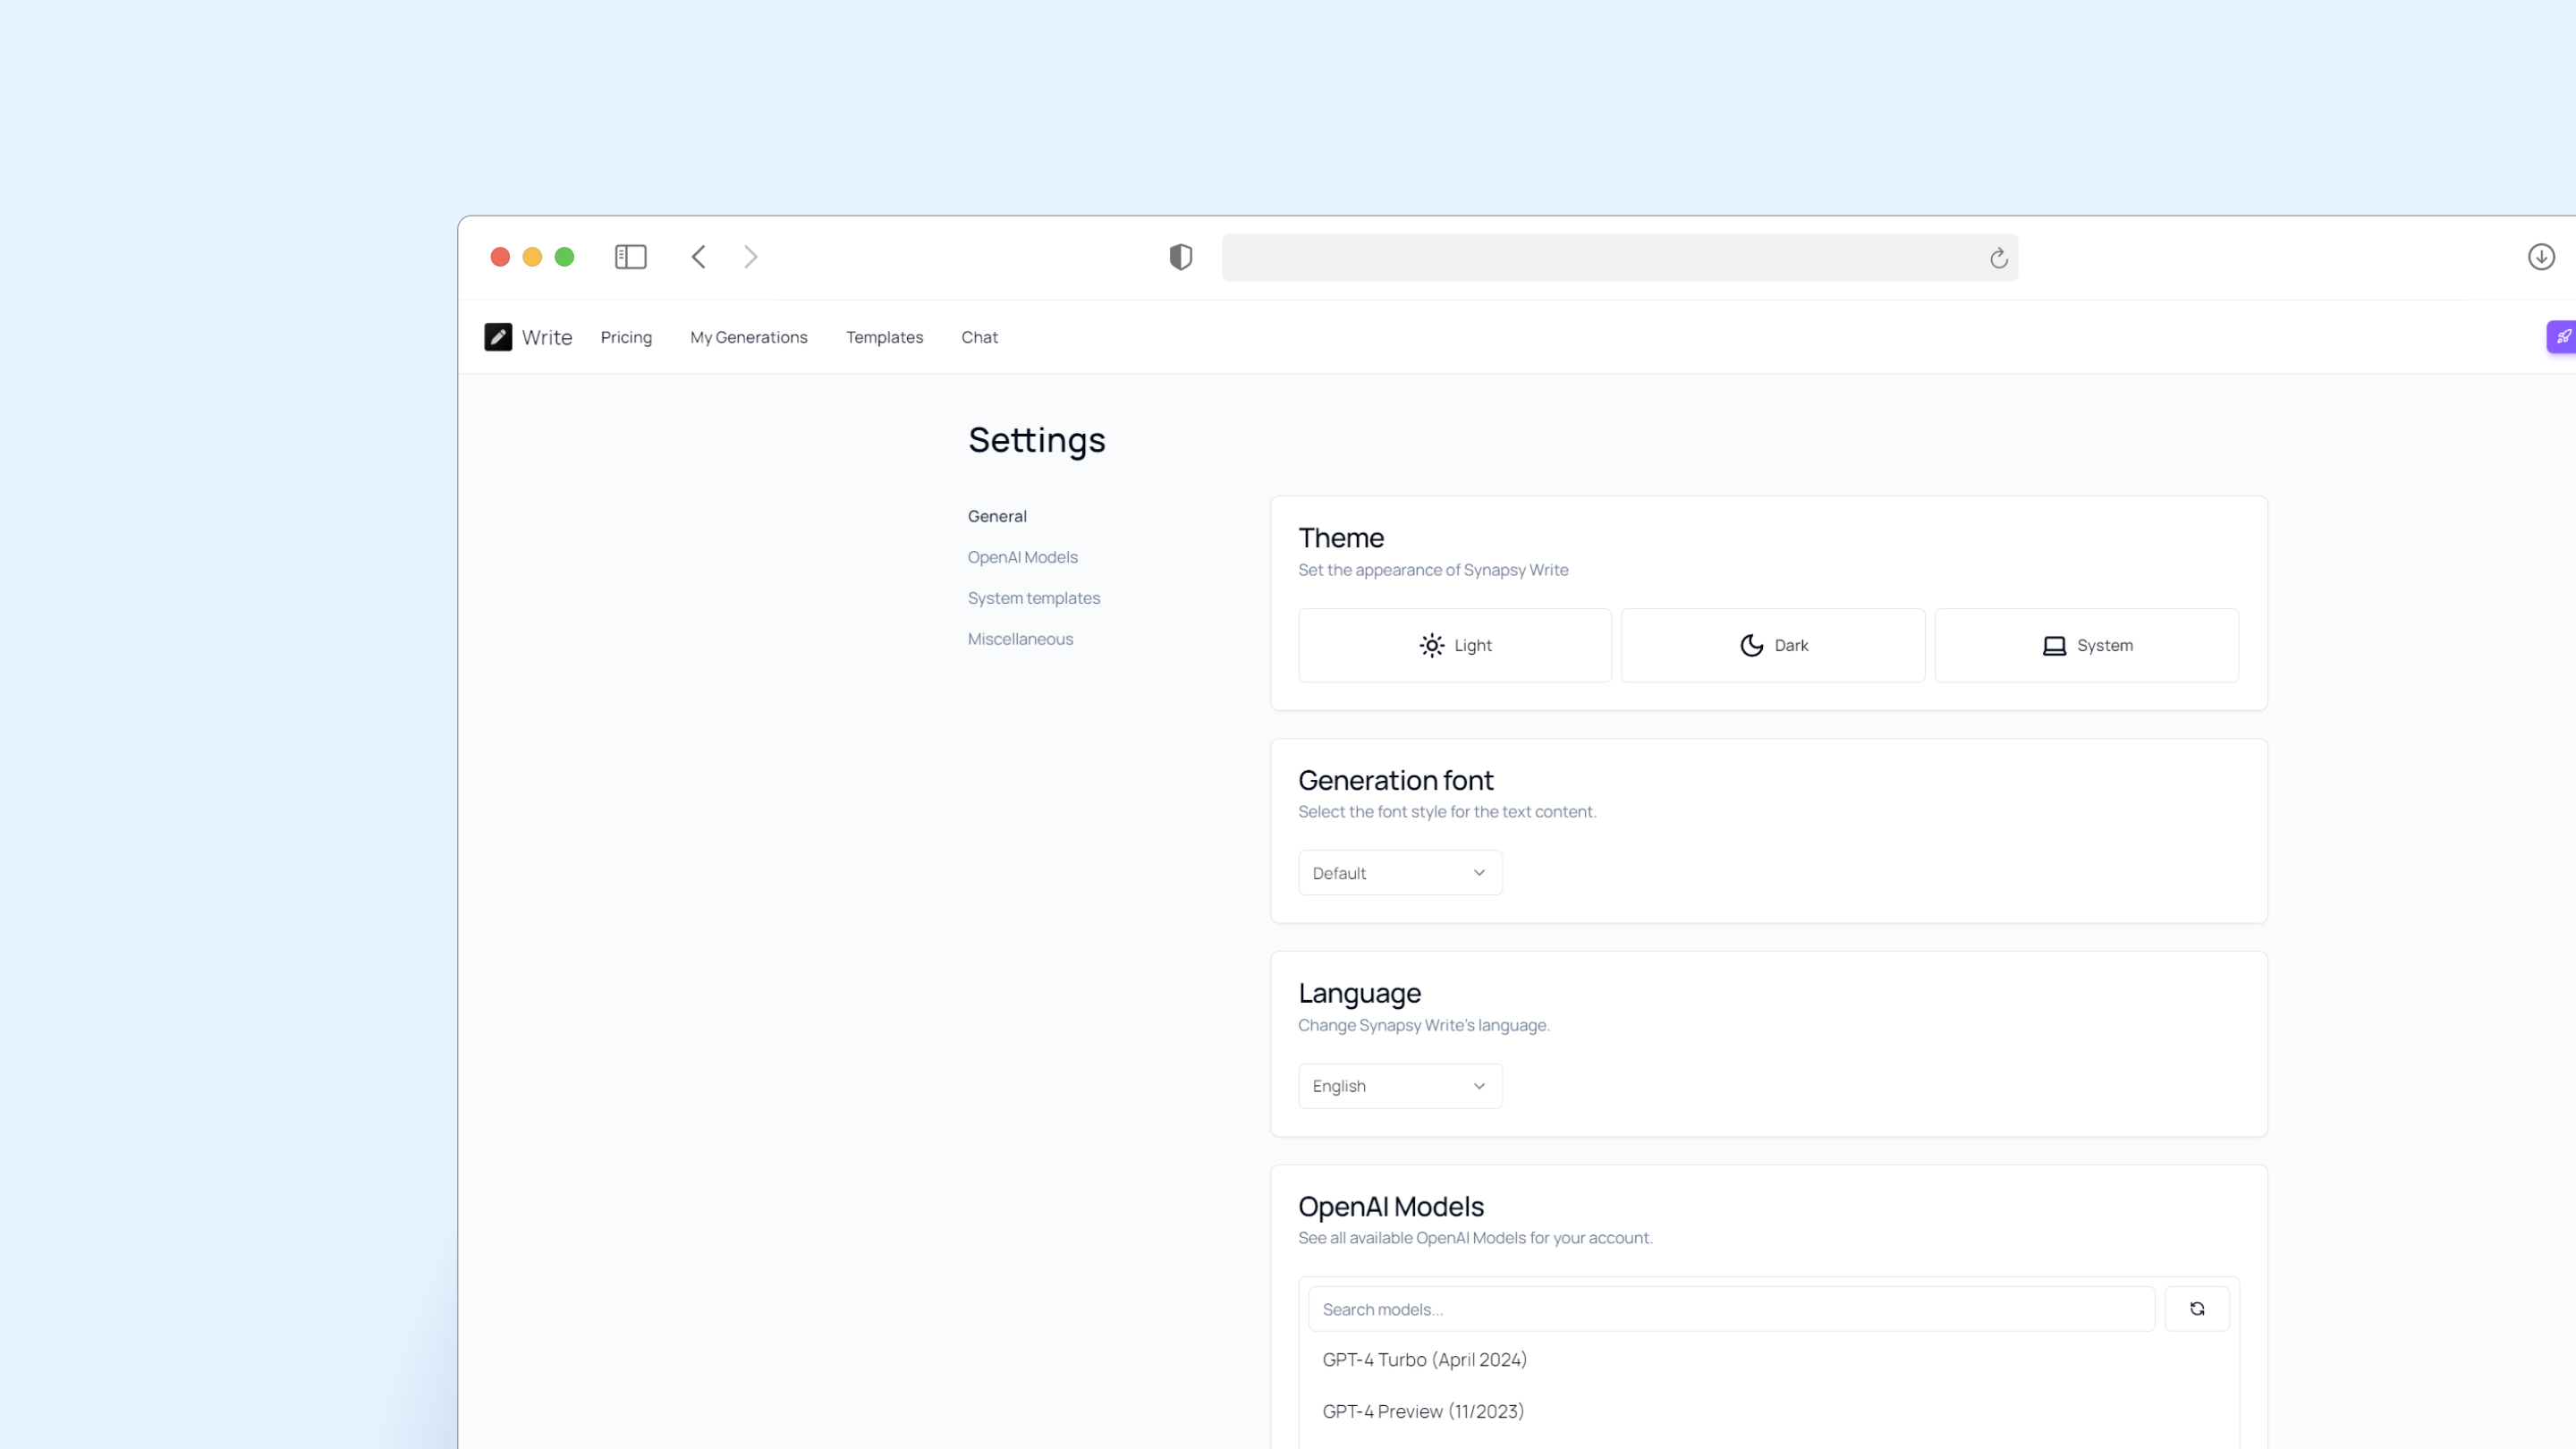 Write Pricing My Generations Templates Chat
Settings
General
OpenAI Models
System templates
Miscellaneous
Theme
Set the appearance of Synapsy Write
Light Dark System
Generation font
Select the font style for the text content.
Default
Language
Change Synapsy Write's language.
English
OpenAI Models
See all available OpenAI Models for your account.
Search models...
GPT-4 Turbo (April 2024)
GPT-4 Preview (11/2023)